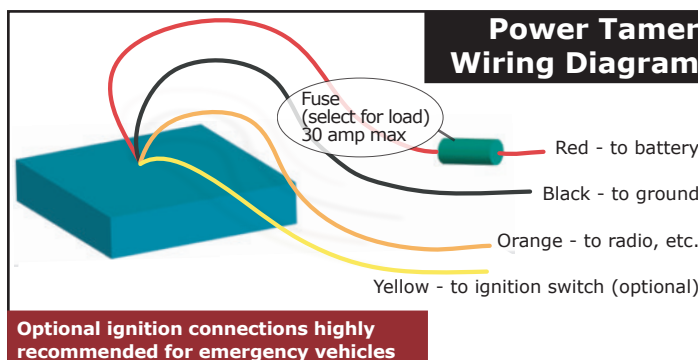 Power Tamer
Wiring Diagram
Fuse
(select for load)
30 amp max
Red - to battery
Black - to ground
Orange - to radio, etc.
Yellow - to ignition switch (optional)
Optional ignition connections highly
recommended for emergency vehicles